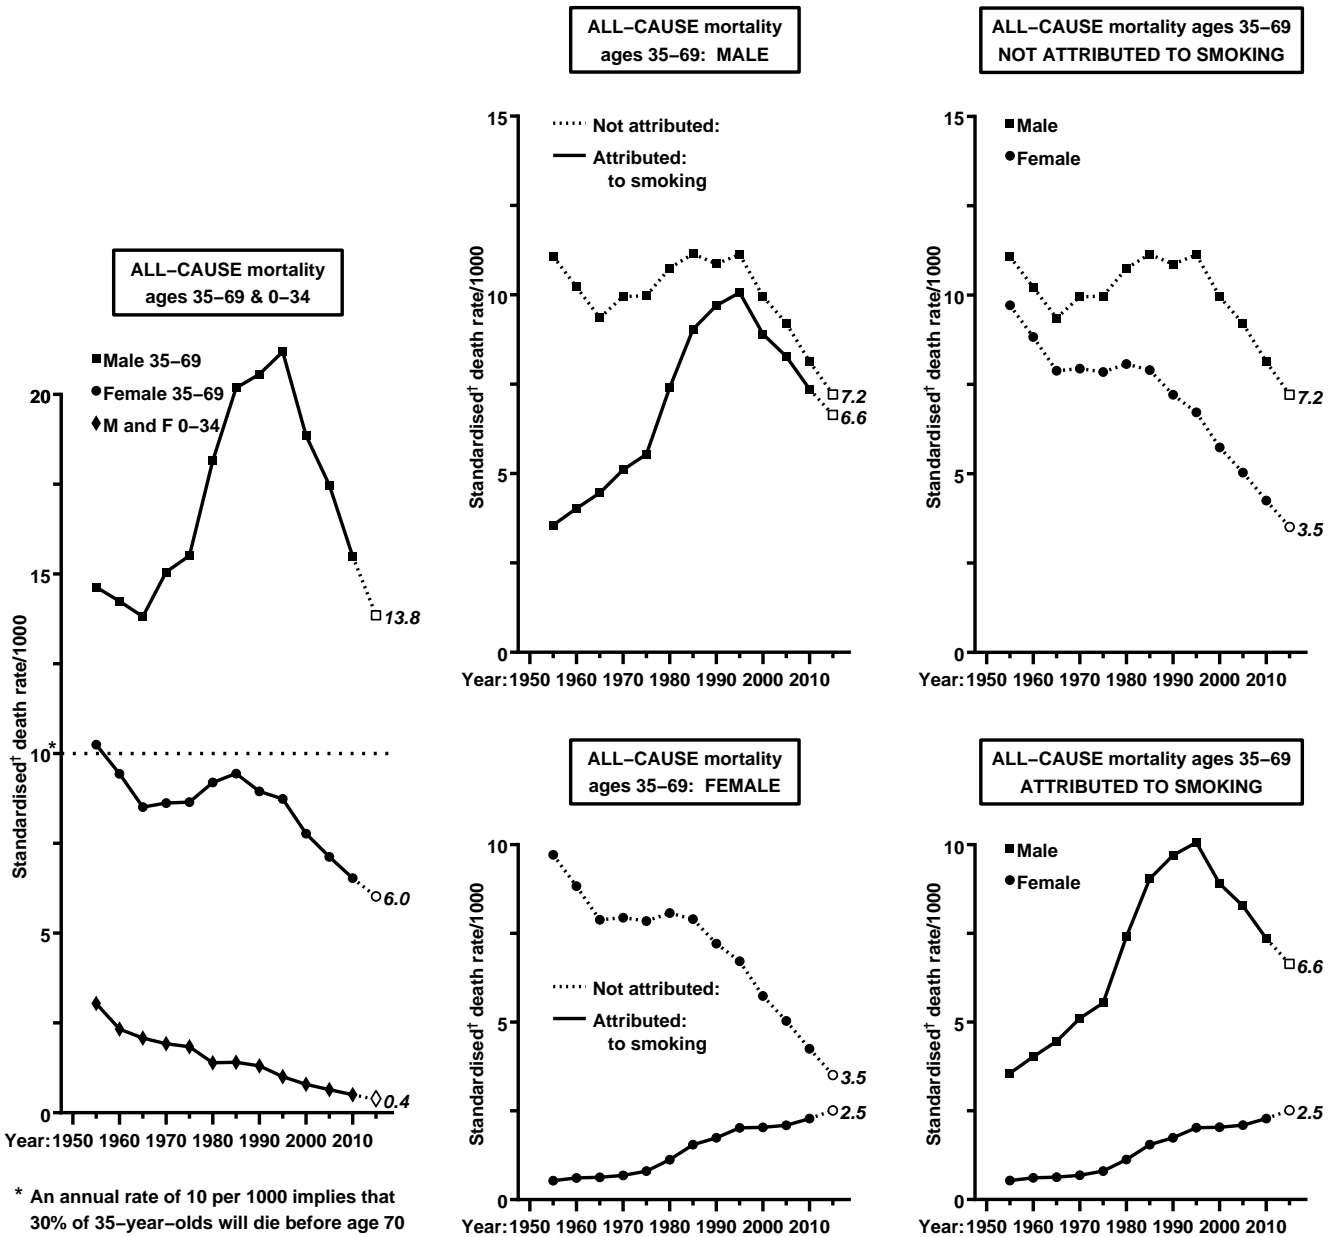 ALL–CAUSE mortality
ages 35–69 & 0–34
Male 35–69
Female 35–69
M and F 0–34
Standardised† death rate/1000
20
15
10*
5
0
13.8
6.0
0.4
Year: 1950 1960 1970 1980 1990 2000 2010
* An annual rate of 10 per 1000 implies that
30% of 35–year–olds will die before age 70
ALL–CAUSE mortality
ages 35–69: MALE
Not attributed:
Attributed:
to smoking
Standardised† death rate/1000
15
10
5
0
7.2
6.6
Year: 1950 1960 1970 1980 1990 2000 2010
ALL–CAUSE mortality ages 35–69
NOT ATTRIBUTED TO SMOKING
Male
Female
Standardised† death rate/1000
15
10
5
0
7.2
3.5
Year: 1950 1960 1970 1980 1990 2000 2010
ALL–CAUSE mortality
ages 35–69: FEMALE
Not attributed:
Attributed:
to smoking
Standardised† death rate/1000
10
5
0
3.5
2.5
Year: 1950 1960 1970 1980 1990 2000 2010
ALL–CAUSE mortality ages 35–69
ATTRIBUTED TO SMOKING
Male
Female
Standardised† death rate/1000
10
5
0
6.6
2.5
Year: 1950 1960 1970 1980 1990 2000 2010